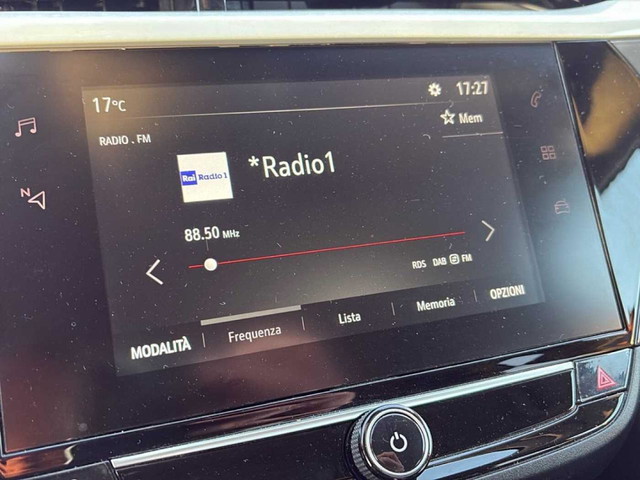 17°C
17:27
Mem
RADIO . FM
Rai Radio 1
*Radio1
N
88.50 MHz
RDS DAB FM
MODALITÀ Frequenza Lista Memoria OPZIONI